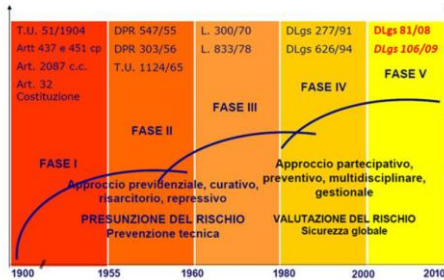 T.U. 51/1904
Artt 437 e 451 cp
Art. 2087 c.c.
Art. 32
Costituzione
DPR 547/55
DPR 303/56
T.U. 1124/65
L. 300/70
L. 833/78
DLgs 277/91
DLgs 626/94
DLgs 81/08
DLgs 106/09
FASE I
FASE II
FASE III
FASE IV
FASE V
Approccio previdenziale, curativo,
risarcitorio, repressivo
PRESUNZIONE DEL RISCHIO
Prevenzione tecnica
Approccio partecipativo,
preventivo, multidisciplinare,
gestionale
VALUTAZIONE DEL RISCHIO
Sicurezza globale
1900
1955
1960
1980
2000
2010